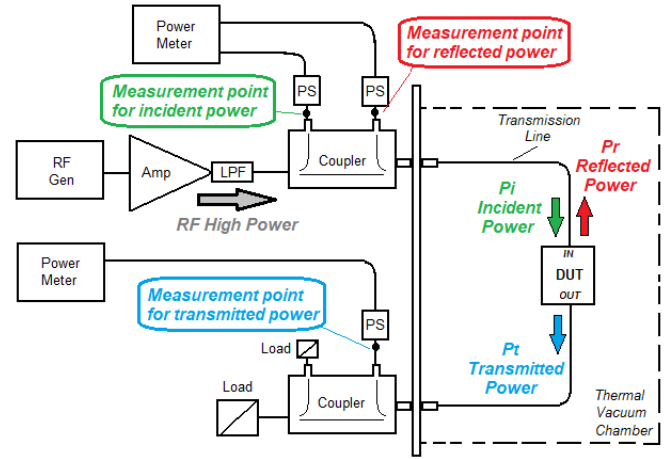 Power
Meter
Measurement point
for reflected power
PS
PS
Measurement point
for incident power
Transmission
Line
RF
Gen
Amp
LPF
Coupler
RF High Power
Pr
Reflected
Power
Pi
Incident
Power
IN
DUT
OUT
Power
Meter
Measurement point
for transmitted power
PS
Load
Load
Coupler
Pt
Transmitted
Power
Thermal
Vacuum
Chamber